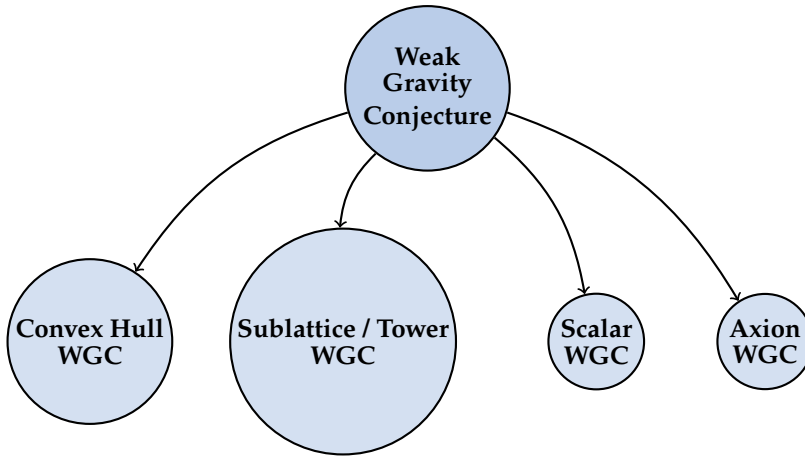 Weak
Gravity
Conjecture
Convex Hull
WGC
Sublattice / Tower
WGC
Scalar
WGC
Axion
WGC